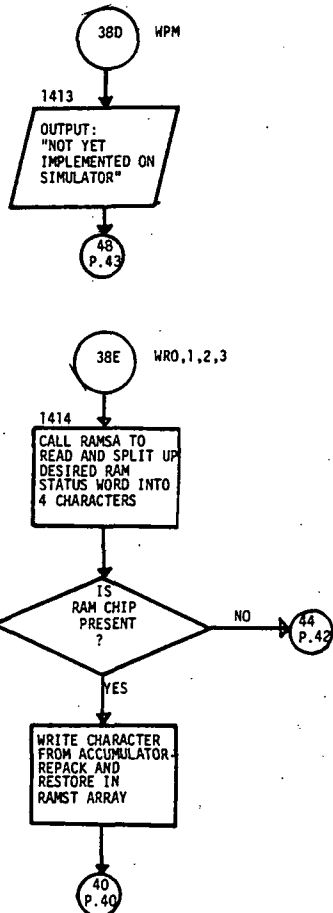 38D WPM
1413
OUTPUT:
"NOT YET
IMPLEMENTED ON
SIMULATOR"
48
P.43
38E WRO,1,2,3
1414
CALL RAMSA TO
READ AND SPLIT UP
DESIRED RAM
STATUS WORD INTO
4 CHARACTERS
IS
RAM CHIP
PRESENT
?
NO
44
P.42
YES
WRITE CHARACTER
FROM ACCUMULATOR
REPACK AND
RESTORE IN
RAMST ARRAY
40
P.40